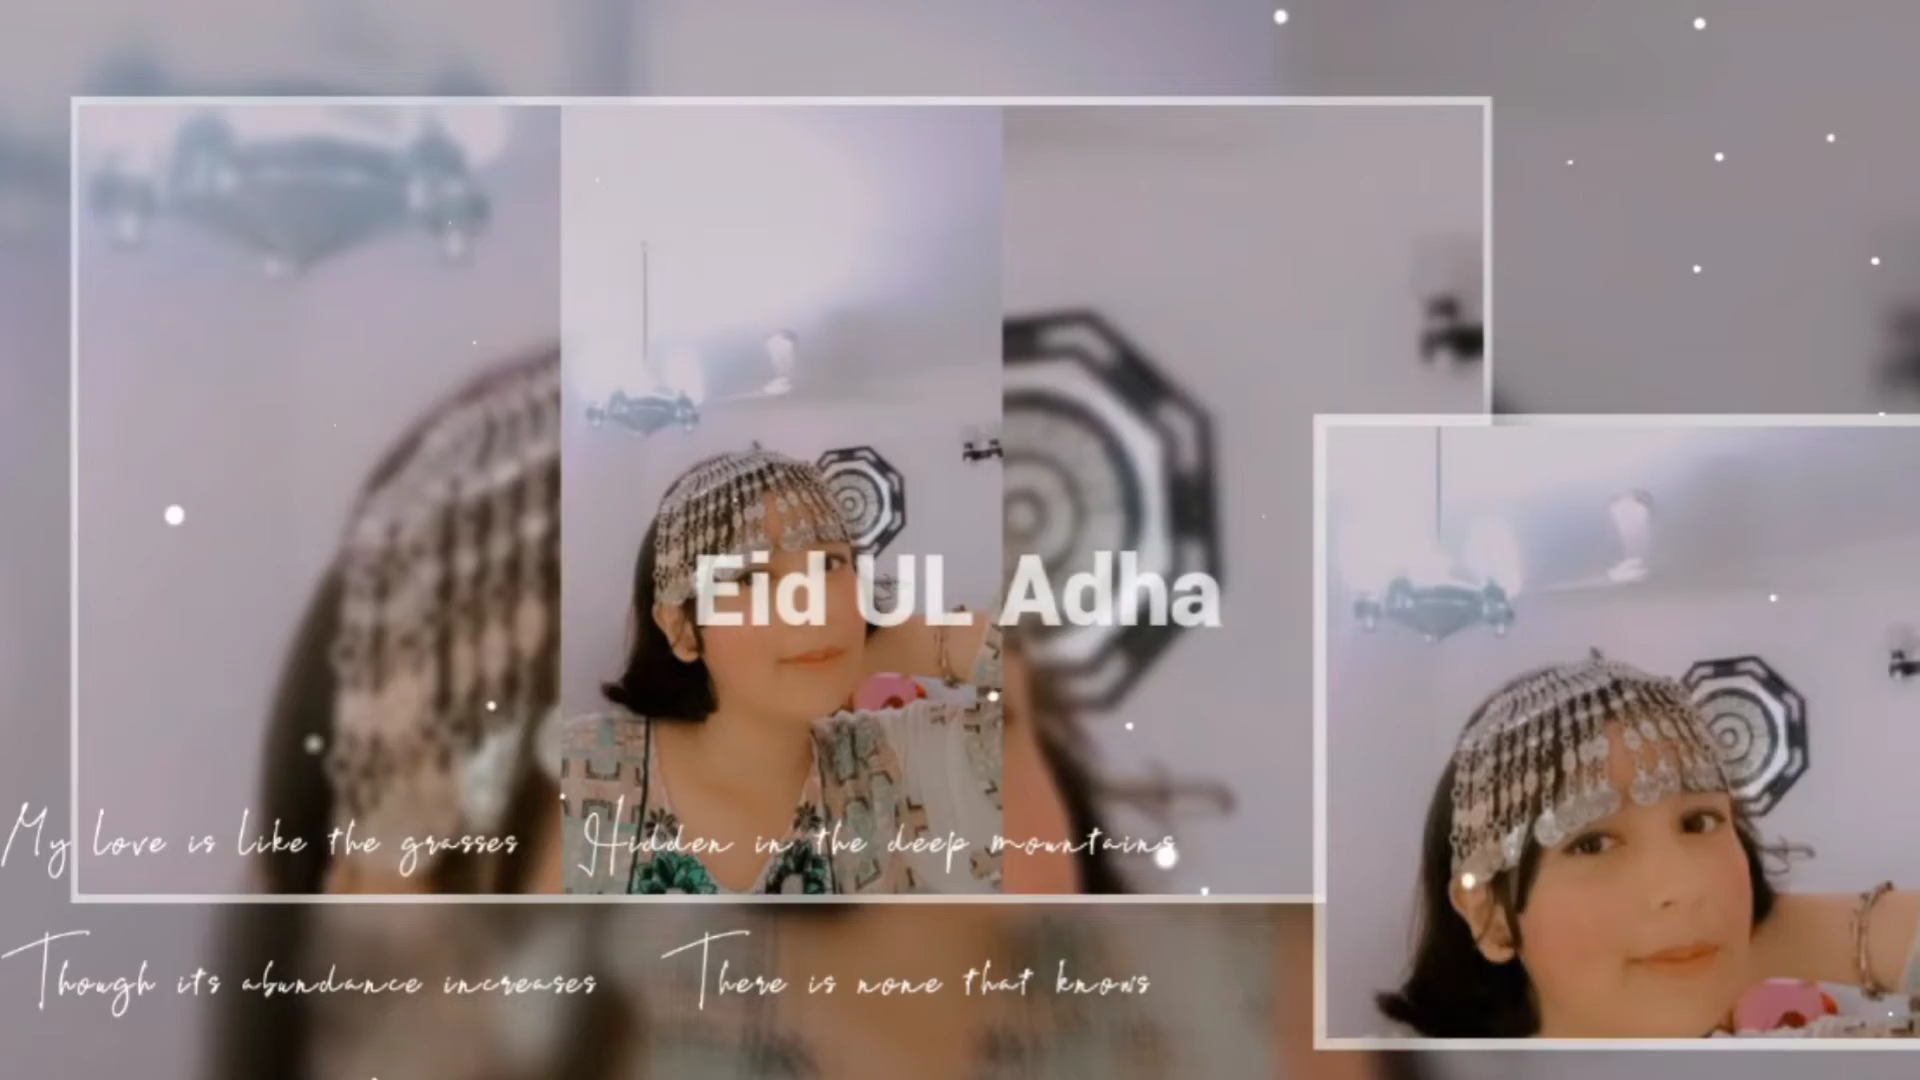 Eid UL Adha
My love is like the grasses Hidden in the deep mountains
Though its abundance increases There is none that knows